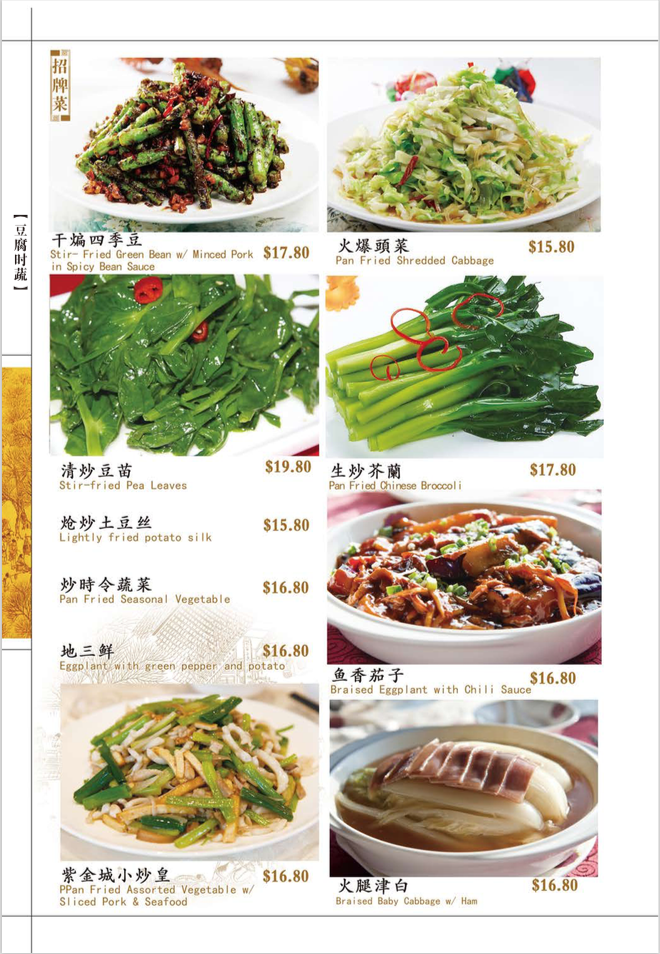 招牌菜
【豆腐时蔬】
干煸四季豆
Stir- Fried Green Bean w/ Minced Pork
in Spicy Bean Sauce
$17.80
火爆頭菜
Pan Fried Shredded Cabbage
$15.80
清炒豆苗
Stir-fried Pea Leaves
$19.80
生炒芥蘭
Pan Fried Chinese Broccoli
$17.80
炝炒土豆丝
Lightly fried potato silk
$15.80
炒時令蔬菜
Pan Fried Seasonal Vegetable
$16.80
地三鲜
Eggplant with green pepper and potato
$16.80
鱼香茄子
Braised Eggplant with Chili Sauce
$16.80
紫金城小炒皇
PPan Fried Assorted Vegetable w/
Sliced Pork & Seafood
$16.80
火腿津白
Braised Baby Cabbage w/ Ham
$16.80